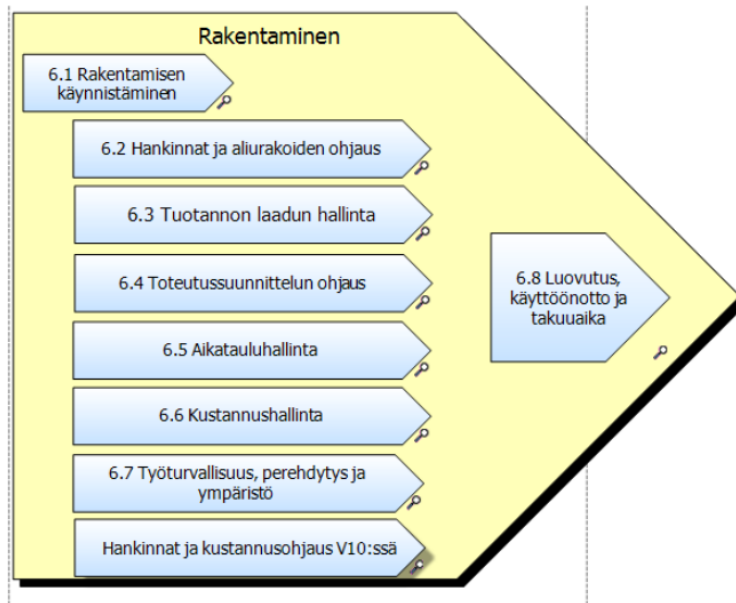 Rakentaminen
6.1 Rakentamisen
käynnistäminen
6.2 Hankinnat ja aliurakoiden ohjaus
6.3 Tuotannon laadun hallinta
6.4 Toteutussuunnittelun ohjaus
6.5 Aikatauluhallinta
6.6 Kustannushallinta
6.7 Työturvallisuus, perehdytys ja
ympäristö
Hankinnat ja kustannusohjaus V10:ssä
6.8 Luovutus,
käyttöönotto ja
takuuaika